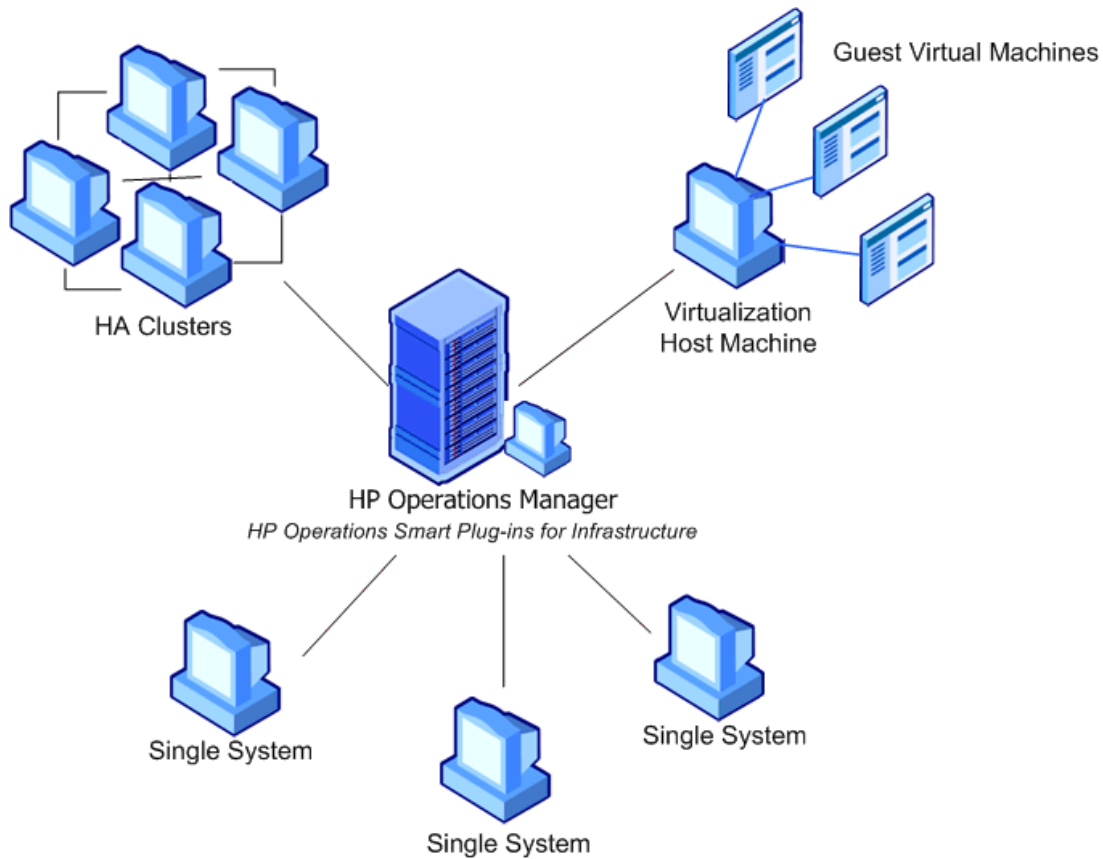 Guest Virtual Machines
HA Clusters
Virtualization
Host Machine
HP Operations Manager
HP Operations Smart Plug-ins for Infrastructure
Single System
Single System
Single System